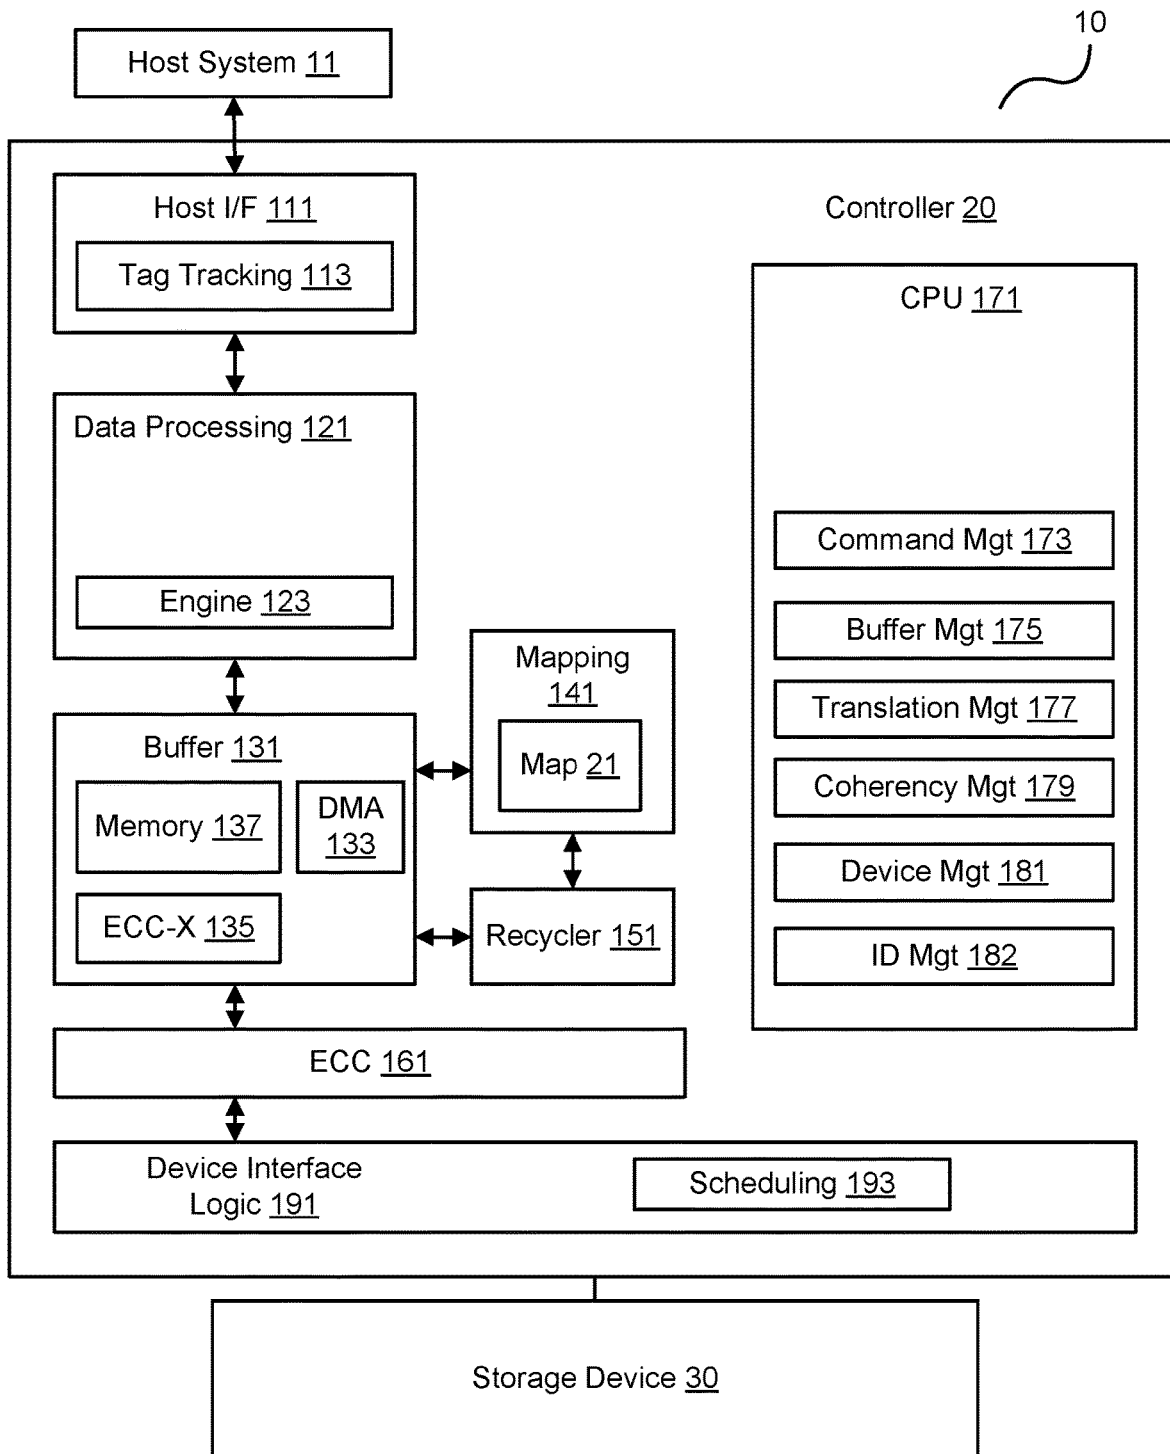 10
Host System 11
Host I/F 111
Tag Tracking 113
Controller 20
CPU 171
Data Processing 121
Engine 123
Command Mgt 173
Buffer Mgt 175
Translation Mgt 177
Coherency Mgt 179
Device Mgt 181
ID Mgt 182
Mapping
141
Map 21
Buffer 131
Memory 137
DMA
133
ECC-X 135
Recycler 151
ECC 161
Device Interface
Logic 191
Scheduling 193
Storage Device 30